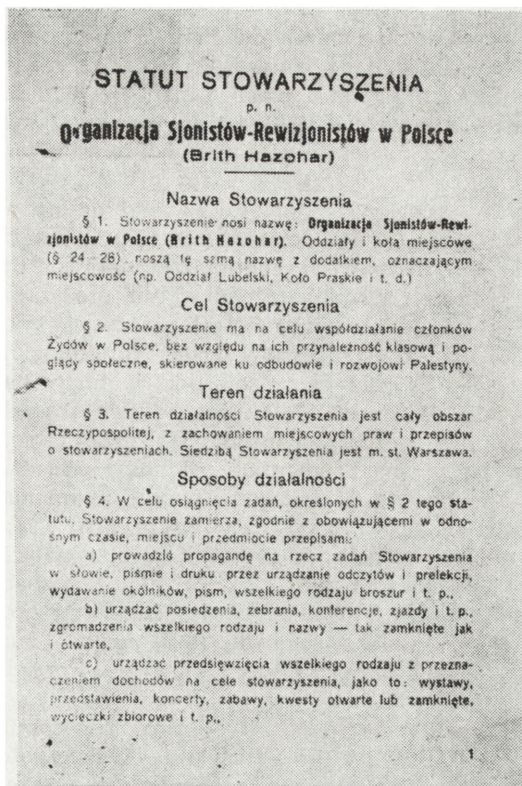 STATUT STOWARZYSZENIA
p. n.
Organizacja Sjonistów-Rewizjonistów w Polsce
(Brith Hazohar)
Nazwa Stowarzyszenia
§ 1. Stowarzyszenie nosi nazwę: Organizacja Sjonistów-Rewi-
zjonistów w Polsce (Brith Hazohar). Oddziały i koła miejscowe
(§ 24—28) noszą tę samą nazwę z dodatkiem, oznaczającym
miejscowość (np. Oddział Lubelski, Koło Praskie i t. d.)
Cel Stowarzyszenia
§ 2. Stowarzyszenie ma na celu współdziałanie członków
Żydów w Polsce, bez względu na ich przynależność klasową i po-
glądy społeczne, skierowane ku odbudowie i rozwojowi Palestyny.
Teren działania
§ 3. Teren działalności Stowarzyszenia jest cały obszar
Rzeczypospolitej, z zachowaniem miejscowych praw i przepisów
o stowarzyszeniach. Siedzibą Stowarzyszenia jest m. st. Warszawa.
Sposoby działalności
§ 4. W celu osiągnięcia zadań, określonych w § 2 tego sta-
tutu, Stowarzyszenie zamierza, zgodnie z obowiązującemi w odno-
śnym czasie, miejscu i przedmiocie przepisami:
a) prowadzić propagandę na rzecz zadań Stowarzyszenia
w słowie, piśmie i druku przez urządzanie odczytów i prelekcji,
wydawanie okólników, pism, wszelkiego rodzaju broszur i t. p.,
b) urządzać posiedzenia, zebrania, konferencje, zjazdy i t. p.,
zgromadzenia wszelkiego rodzaju i nazwy — tak zamknięte jak
i otwarte,
c) urządzać przedsięwzięcia wszelkiego rodzaju z przezna-
czeniem dochodów na cele stowarzyszenia, jako to: wystawy,
przedstawienia, koncerty, zabawy, kwesty otwarte lub zamknięte,
wycieczki zbiorowe i t. p.,
1